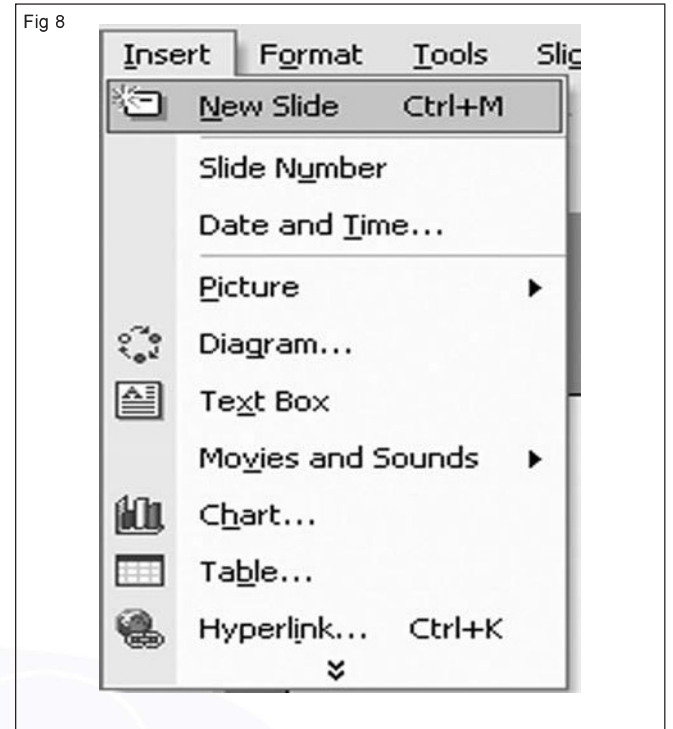 Fig 8
Insert Format Tools Slid
New Slide Ctrl+M
Slide Number
Date and Time...
Picture
Diagram...
Text Box
Movies and Sounds
Chart...
Table...
Hyperlink... Ctrl+K